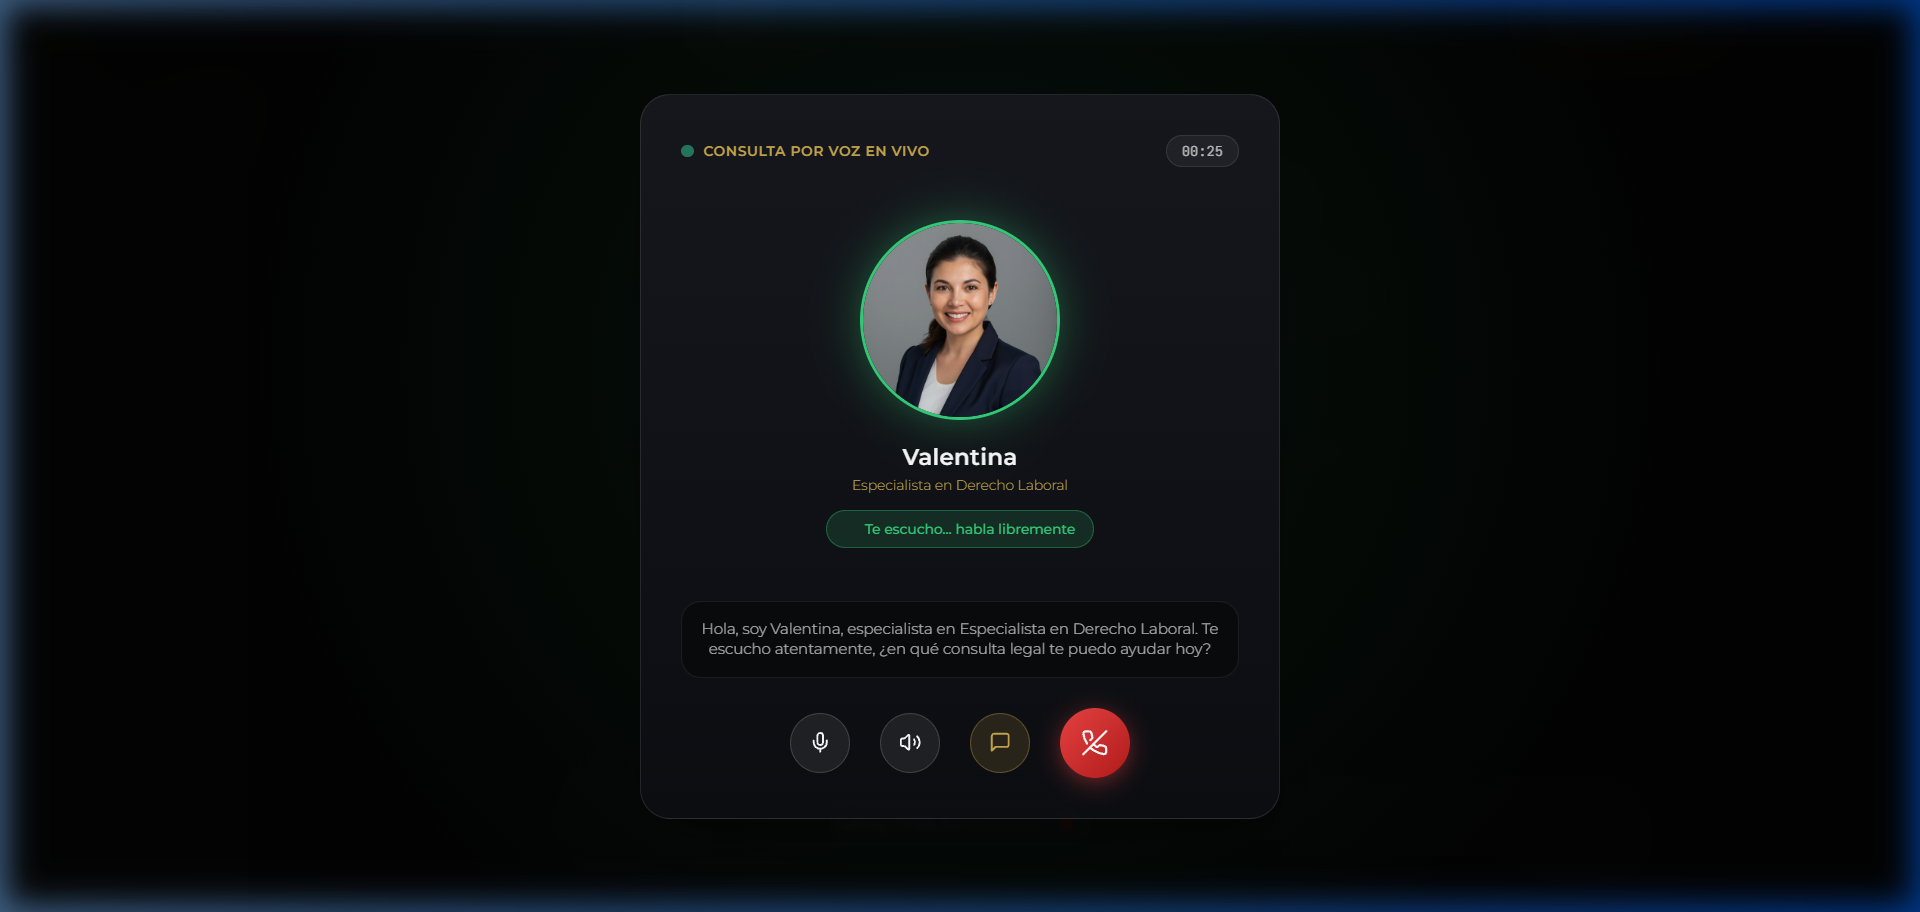 CONSULTA POR VOZ EN VIVO
00:25
Valentina
Especialista en Derecho Laboral
Te escucho... habla libremente
Hola, soy Valentina, especialista en Especialista en Derecho Laboral. Te
escucho atentamente, ¿en qué consulta legal te puedo ayudar hoy?